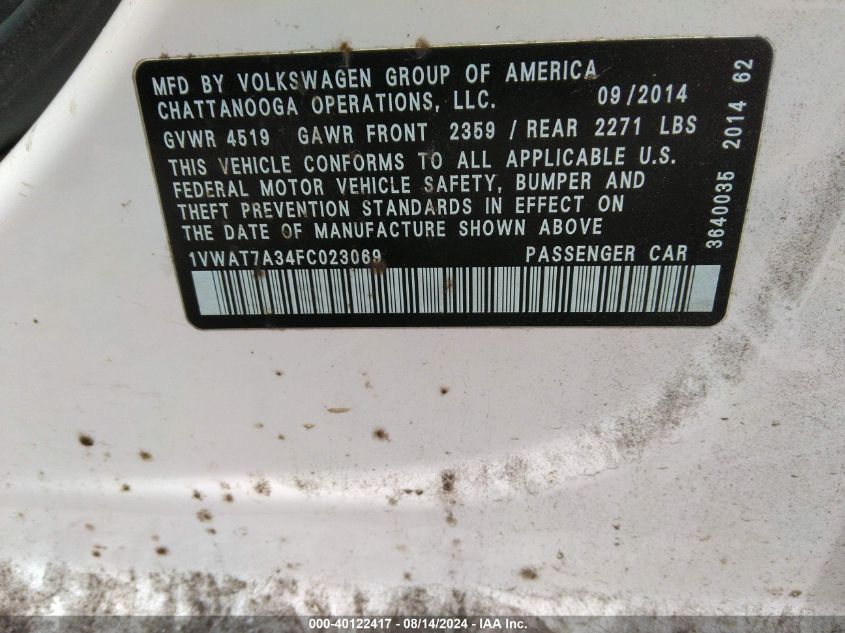 MFD BY VOLKSWAGEN GROUP OF AMERICA
CHATTANOOGA OPERATIONS, LLC. 09/2014
GVWR 4519 GAWR FRONT 2359 / REAR 2271 LBS
THIS VEHICLE CONFORMS TO ALL APPLICABLE U.S.
FEDERAL MOTOR VEHICLE SAFETY, BUMPER AND
THEFT PREVENTION STANDARDS IN EFFECT ON
THE DATE OF MANUFACTURE SHOWN ABOVE
1VWAT7A34FC023069 PASSENGER CAR
3640035 2014 62
000-40122417 - 08/14/2024 - IAA Inc.